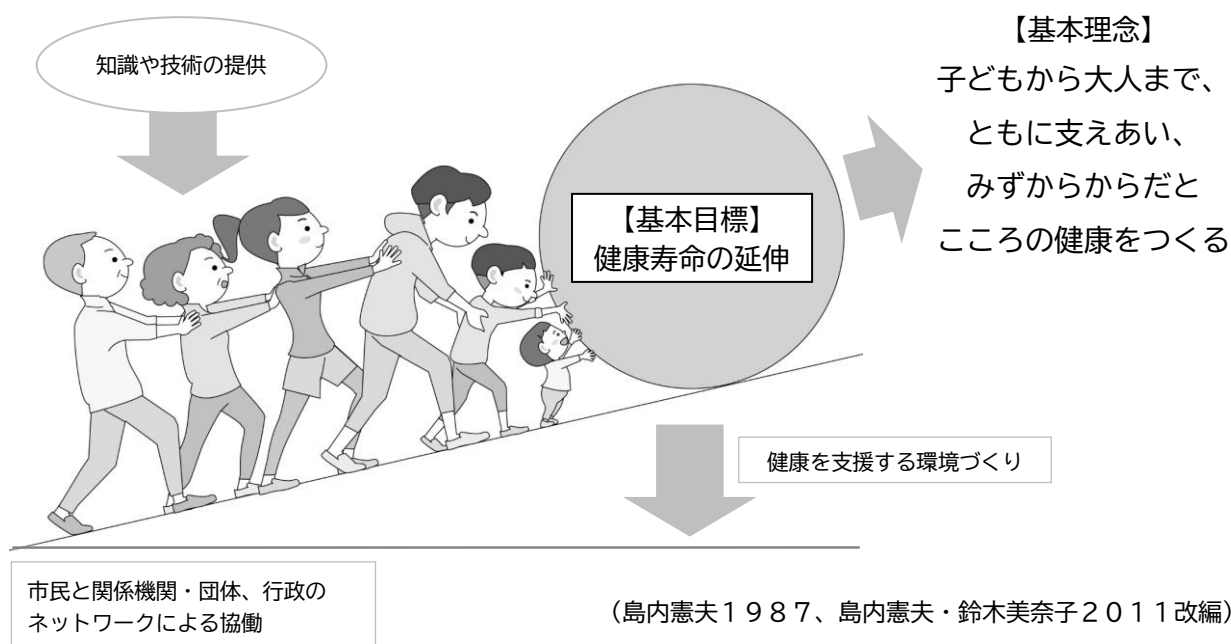 知識や技術の提供
【基本理念】
子どもから大人まで、
ともに支えあい、
みずからからだと
こころの健康をつくる
【基本目標】
健康寿命の延伸
健康を支援する環境づくり
市民と関係機関・団体、行政の
ネットワークによる協働
（島内憲夫１９８７、島内憲夫・鈴木美奈子２０１１改編）